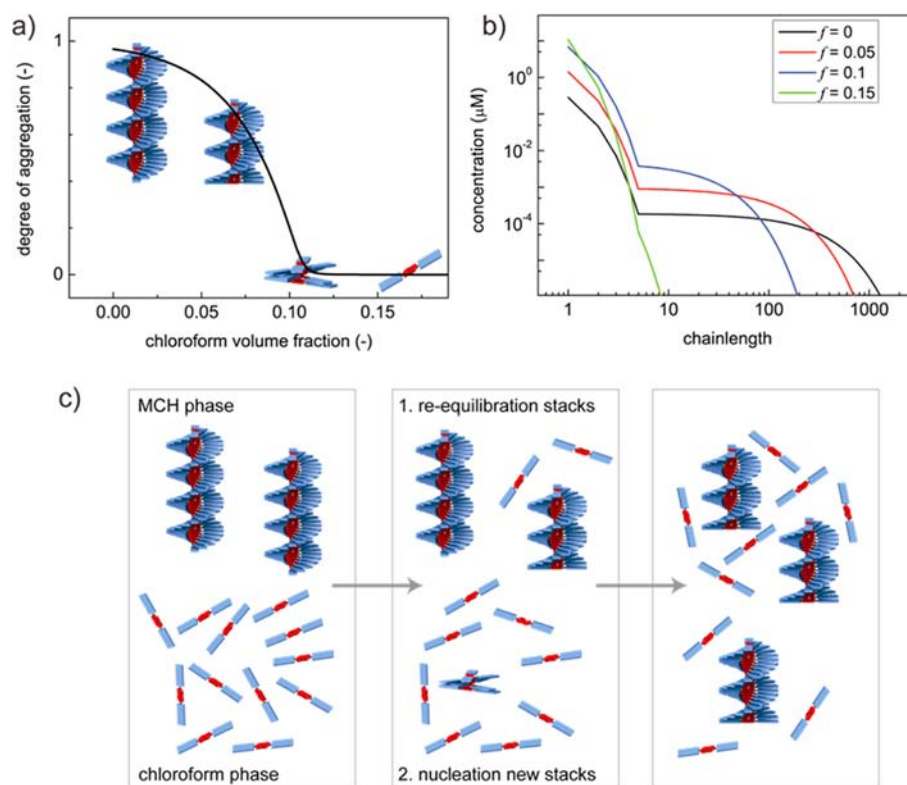 a)
degree of aggregation (-)
1
0
0.00 0.05 0.10 0.15
chloroform volume fraction (-)
b)
concentration (μM)
10^0
10^-2
10^-4
1 10 100 1000
chainlength
f = 0
f = 0.05
f = 0.1
f = 0.15
c)
MCH phase
chloroform phase
1. re-equilibration stacks
2. nucleation new stacks